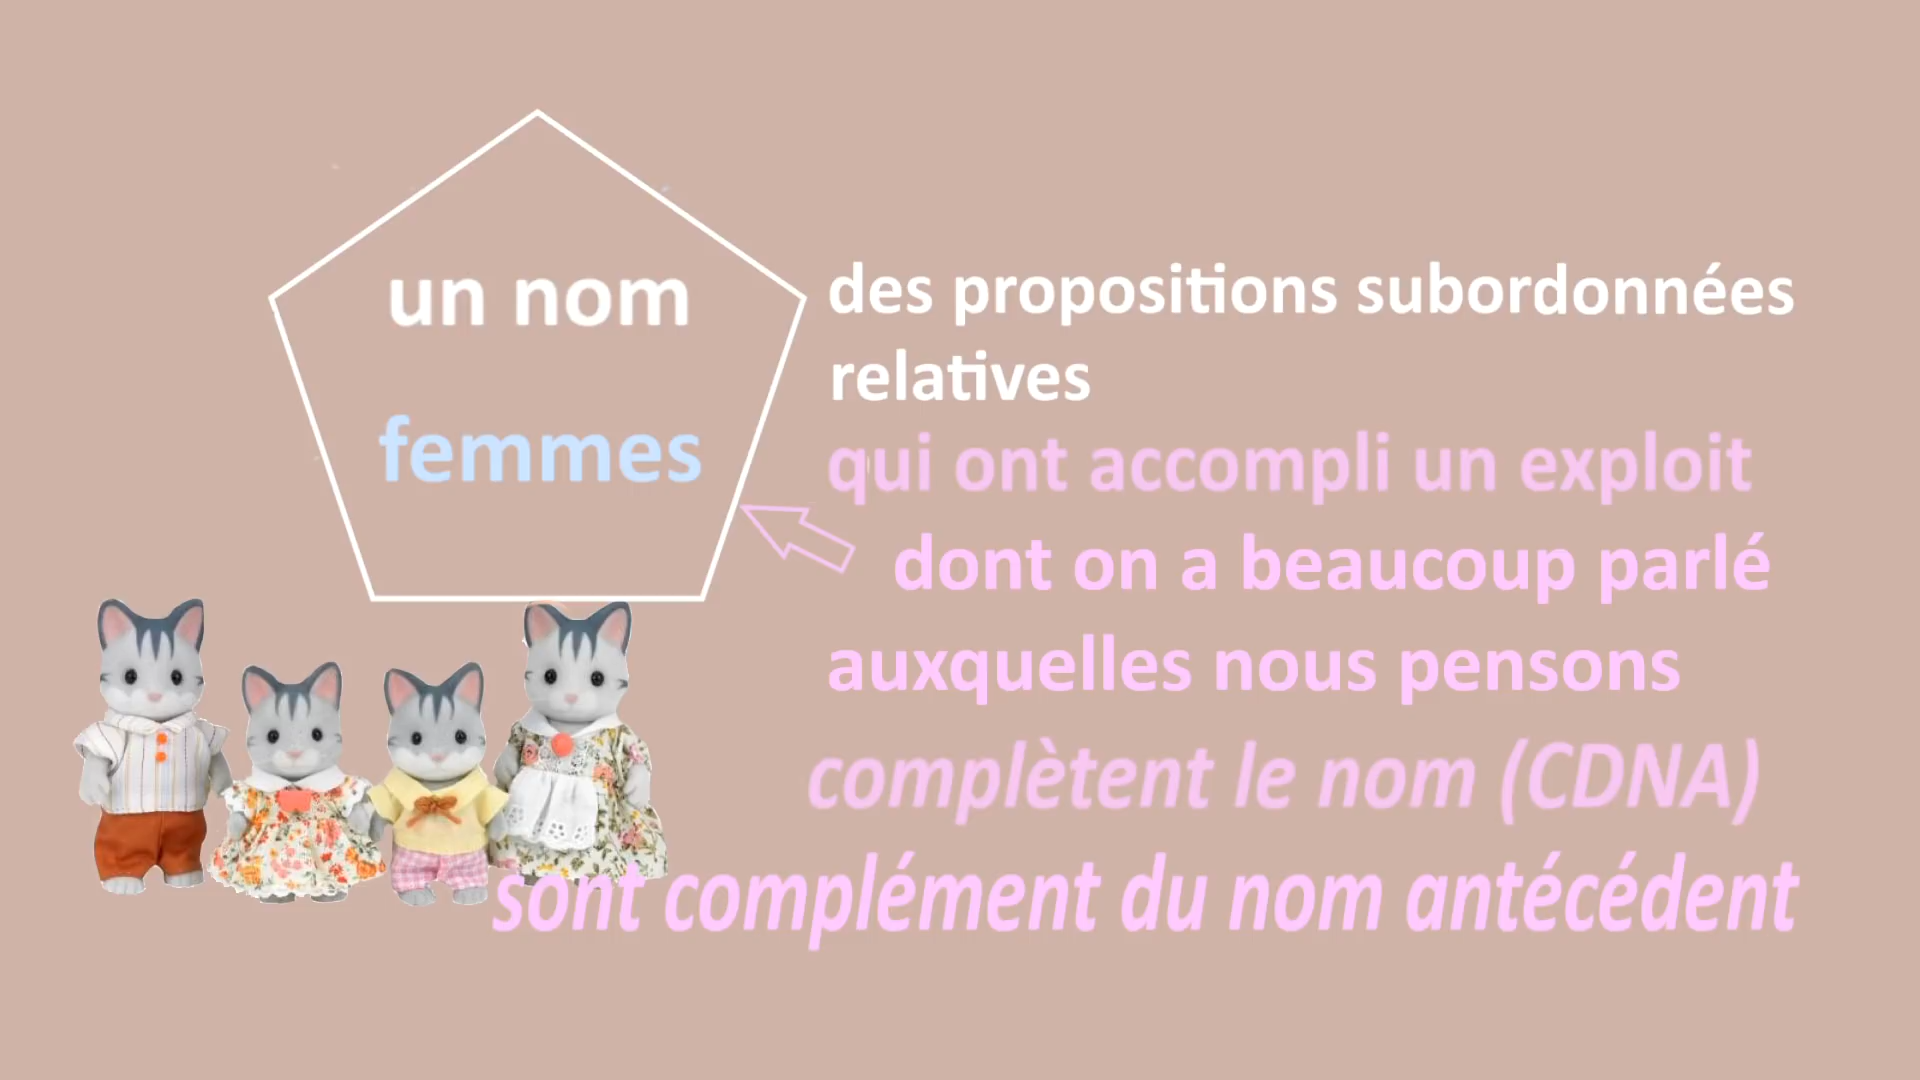 un nom
femmes
des propositions subordonnées
relatives
qui ont accompli un exploit
dont on a beaucoup parlé
auxquelles nous pensons
complètent le nom (CDNA)
sont complément du nom antécédent